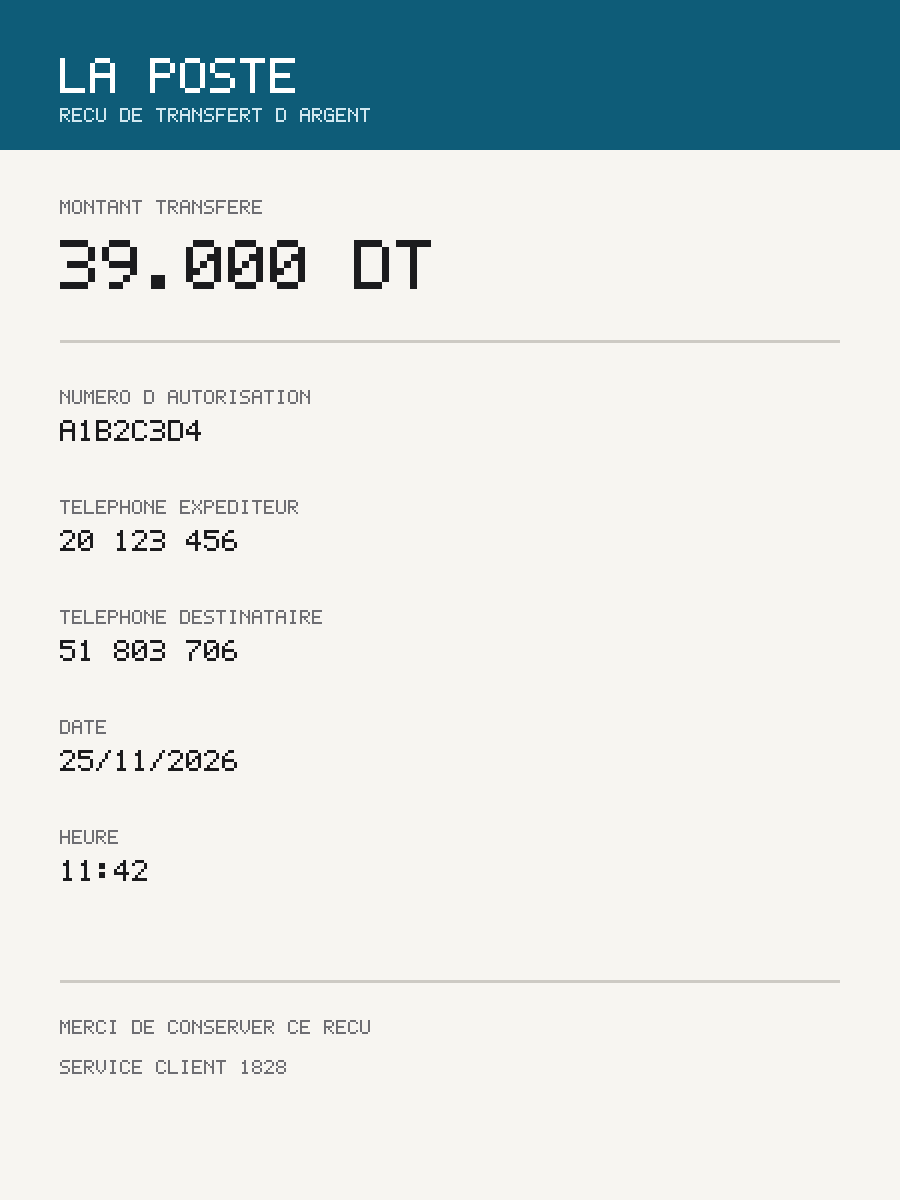 LA POSTE
RECU DE TRANSFERT D ARGENT
MONTANT TRANSFERE
39.000 DT
NUMERO D AUTORISATION
A1B2C3D4
TELEPHONE EXPEDITEUR
20 123 456
TELEPHONE DESTINATAIRE
51 803 706
DATE
25/11/2026
HEURE
11:42
MERCI DE CONSERVER CE RECU
SERVICE CLIENT 1828